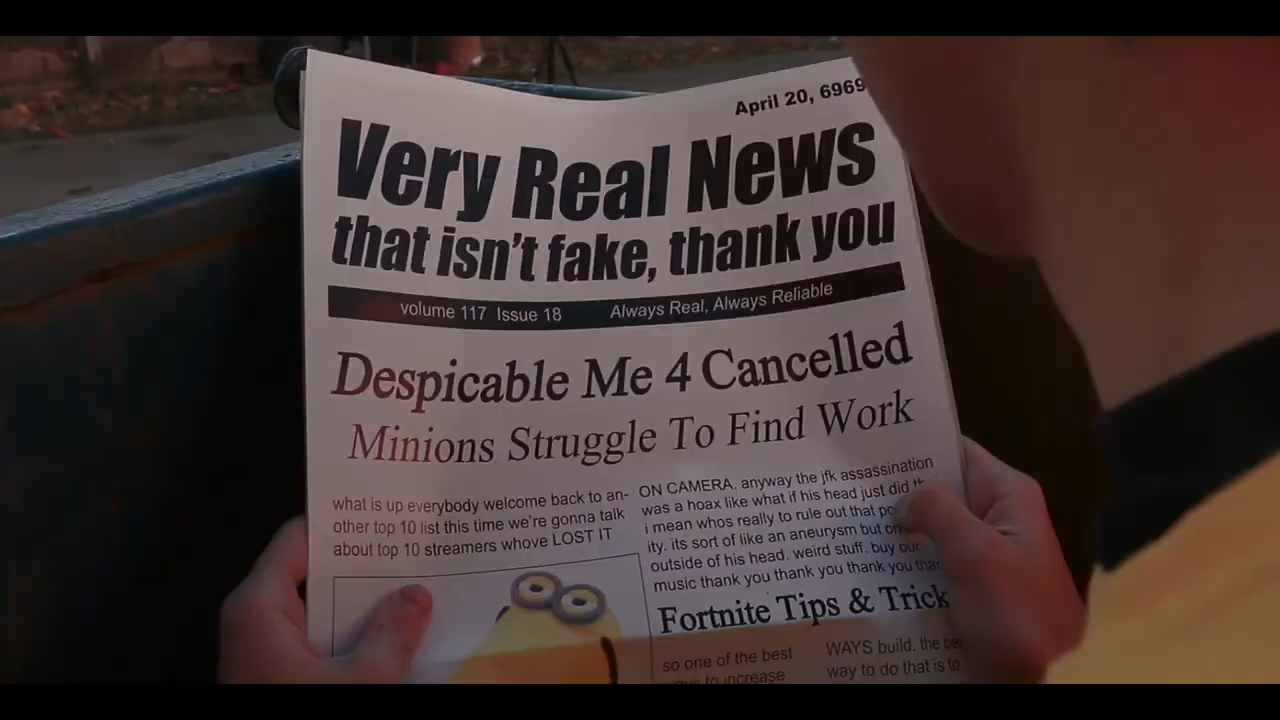 April 20, 6969
Very Real News
that isn't fake, thank you
volume 117 Issue 18 Always Real, Always Reliable
Despicable Me 4 Cancelled
Minions Struggle To Find Work
what is up everybody welcome back to an-
other top 10 list this time we're gonna talk
about top 10 streamers whove LOST IT
ON CAMERA. anyway the jfk assassination
was a hoax like what if his head just did
i mean whos really to rule out that
ity. its sort of like an aneurysm but
outside of his head. weird stuff. buy our
music thank you thank you thank you
Fortnite Tips & Trick
so one of the best
ways to increase
WAYS build. the
way to do that is to